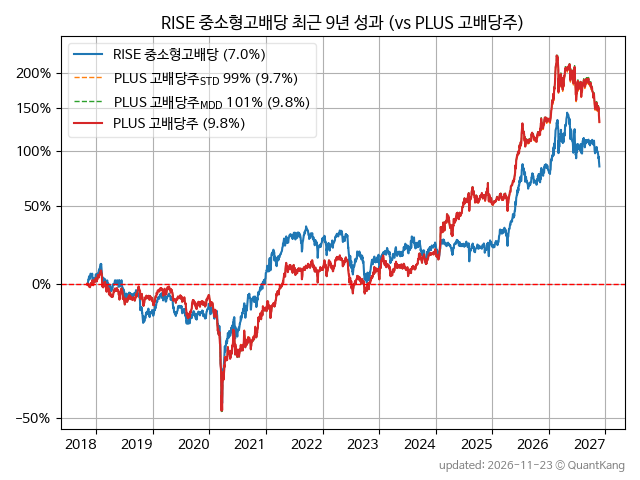 RISE 중소형고배당 최근 9년 성과 (vs PLUS 고배당주)
RISE 중소형고배당 (7.0%)
PLUS 고배당주STD 99% (9.7%)
PLUS 고배당주MDD 101% (9.8%)
PLUS 고배당주 (9.8%)
200%
150%
100%
50%
0%
−50%
2018 2019 2020 2021 2022 2023 2024 2025 2026 2027
updated: 2026-11-23 © QuantKang